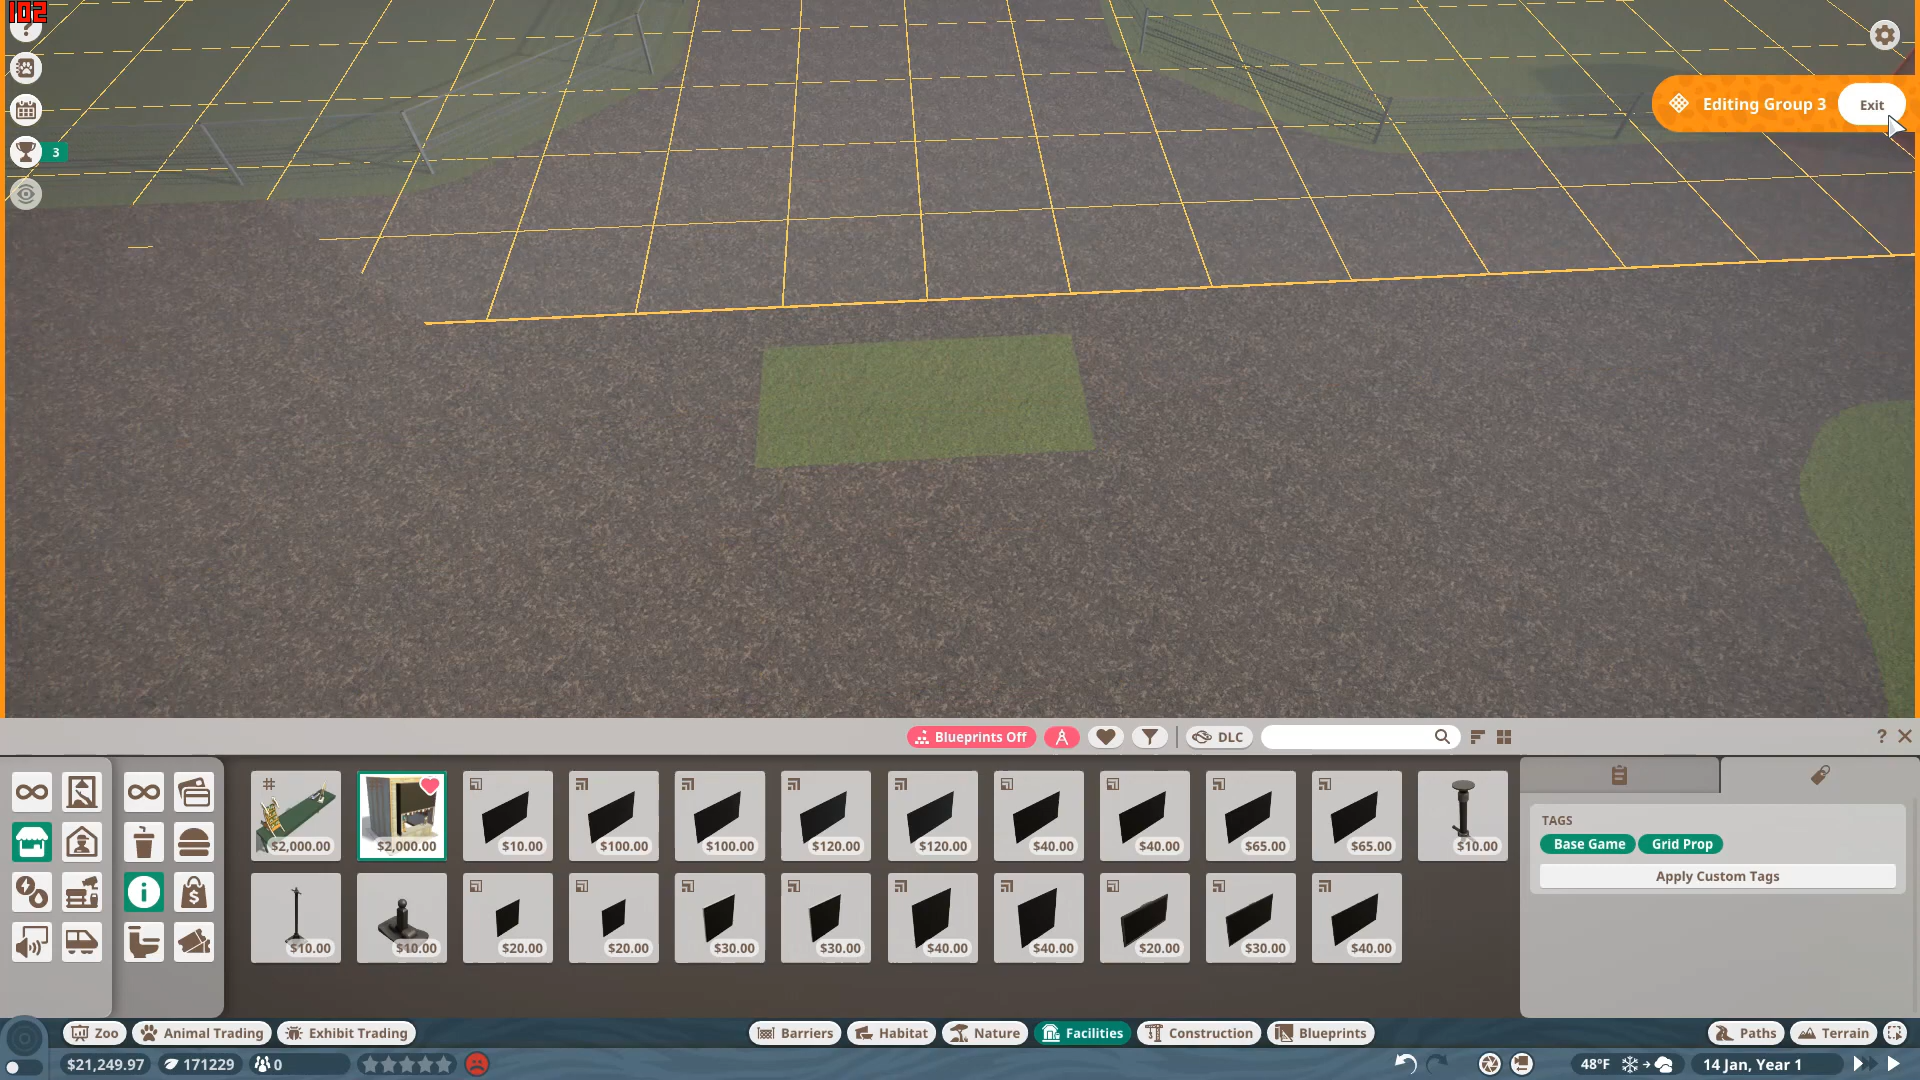 102
?
Editing Group 3 Exit
3
Blueprints Off DLC ?
# $2,000.00 $2,000.00 $10.00 $100.00 $100.00 $120.00 $120.00 $40.00 $40.00 $65.00 $65.00 $10.00
$10.00 $10.00 $20.00 $20.00 $30.00 $30.00 $40.00 $40.00 $20.00 $30.00 $40.00
TAGS
Base Game Grid Prop
Apply Custom Tags
Zoo Animal Trading Exhibit Trading Barriers Habitat Nature Facilities Construction Blueprints Paths Terrain
$21,249.97 171229 0 48°F 14 Jan, Year 1